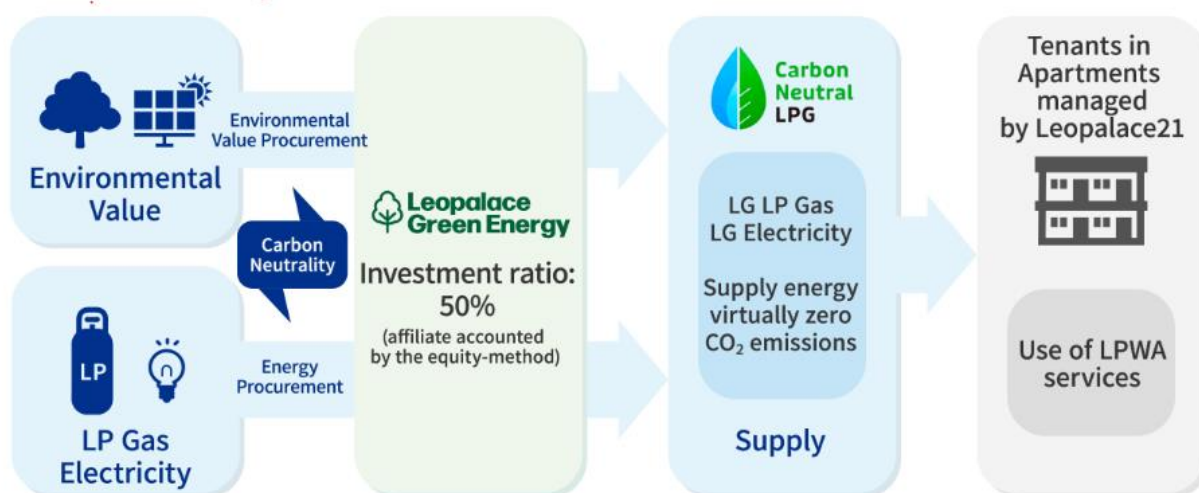 Environmental
Value
Environmental
Value Procurement
Carbon
Neutrality
LP
LP Gas
Electricity
Energy
Procurement
Leopalace
Green Energy
Investment ratio:
50%
(affiliate accounted
by the equity-method)
Carbon
Neutral
LPG
LG LP Gas
LG Electricity
Supply energy
virtually zero
CO₂ emissions
Supply
Tenants in
Apartments
managed
by Leopalace21
Use of LPWA
services